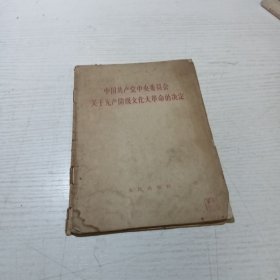 中国共产党中央委员会
关于无产阶级文化大革命的决定
人民出版社